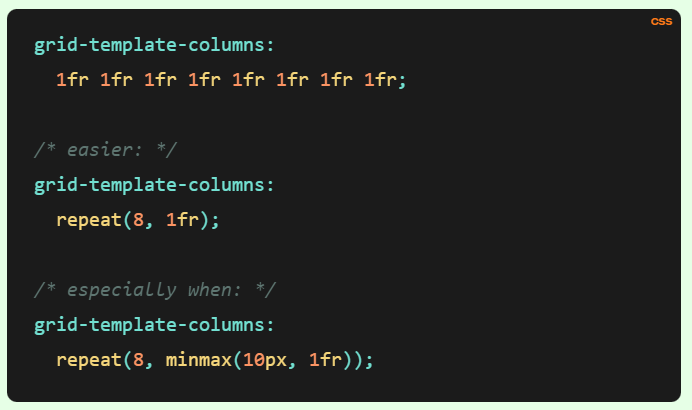 CSS
grid-template-columns:
  1fr 1fr 1fr 1fr 1fr 1fr 1fr 1fr;
/* easier: */
grid-template-columns:
  repeat(8, 1fr);
/* especially when: */
grid-template-columns:
  repeat(8, minmax(10px, 1fr));